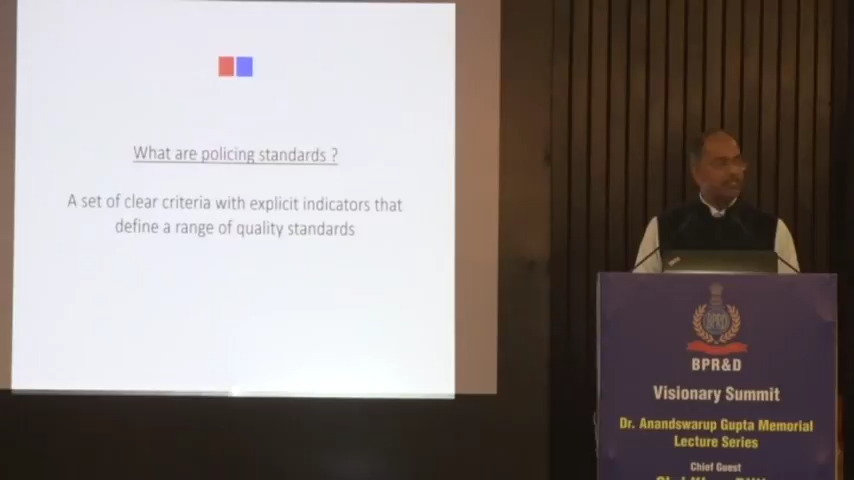 What are policing standards ?
A set of clear criteria with explicit indicators that
define a range of quality standards
BPR&D
Visionary Summit
Dr. Anandswarup Gupta Memorial
Lecture Series
Chief Guest